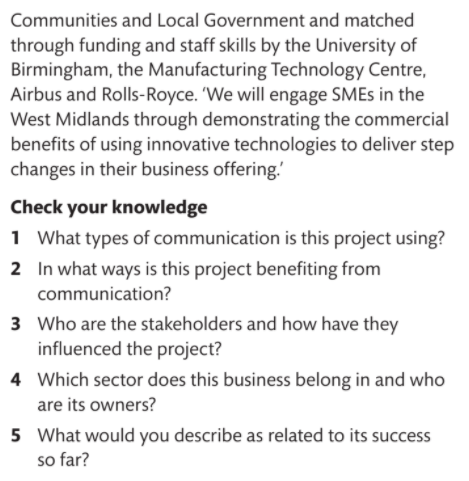 Communities and Local Government and matched
through funding and staff skills by the University of
Birmingham, the Manufacturing Technology Centre,
Airbus and Rolls-Royce. ‘We will engage SMEs in the
West Midlands through demonstrating the commercial
benefits of using innovative technologies to deliver step
changes in their business offering.’
Check your knowledge
1 What types of communication is this project using?
2 In what ways is this project benefiting from
communication?
3 Who are the stakeholders and how have they
influenced the project?
4 Which sector does this business belong in and who
are its owners?
5 What would you describe as related to its success
so far?